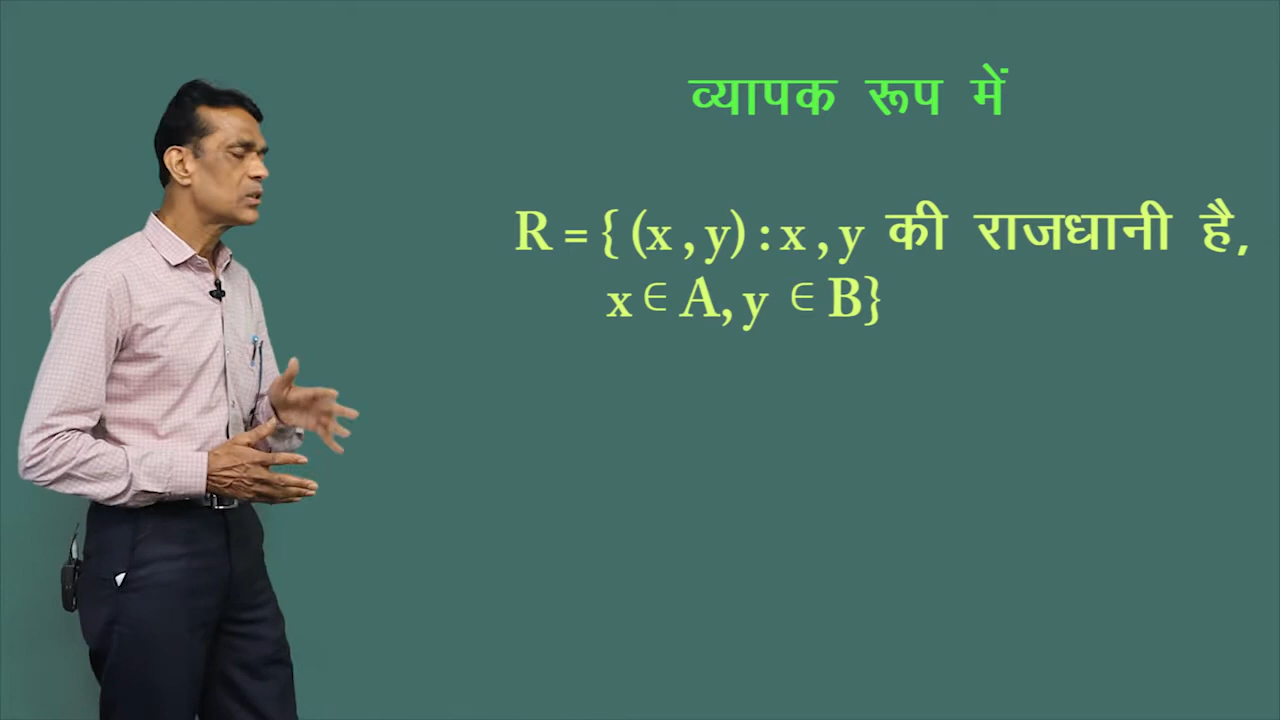 व्यापक रूप में
R = { (x , y) : x , y की राजधानी है,
x ∈ A, y ∈ B}